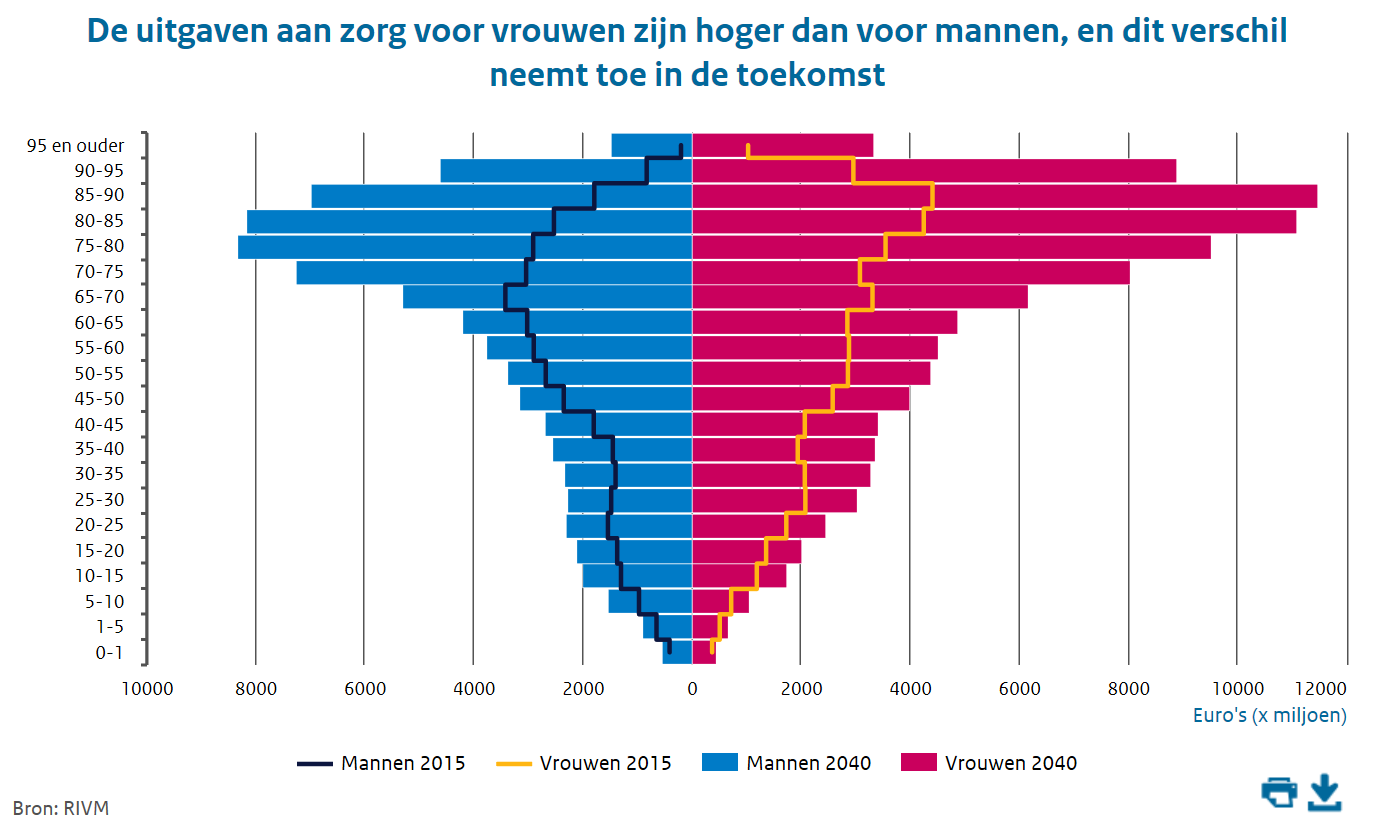 De uitgaven aan zorg voor vrouwen zijn hoger dan voor mannen, en dit verschil
neemt toe in de toekomst
95 en ouder
90-95
85-90
80-85
75-80
70-75
65-70
60-65
55-60
50-55
45-50
40-45
35-40
30-35
25-30
20-25
15-20
10-15
5-10
1-5
0-1
10000 8000 6000 4000 2000 0 2000 4000 6000 8000 10000 12000
Euro's (x miljoen)
Mannen 2015 Vrouwen 2015 Mannen 2040 Vrouwen 2040
Bron: RIVM